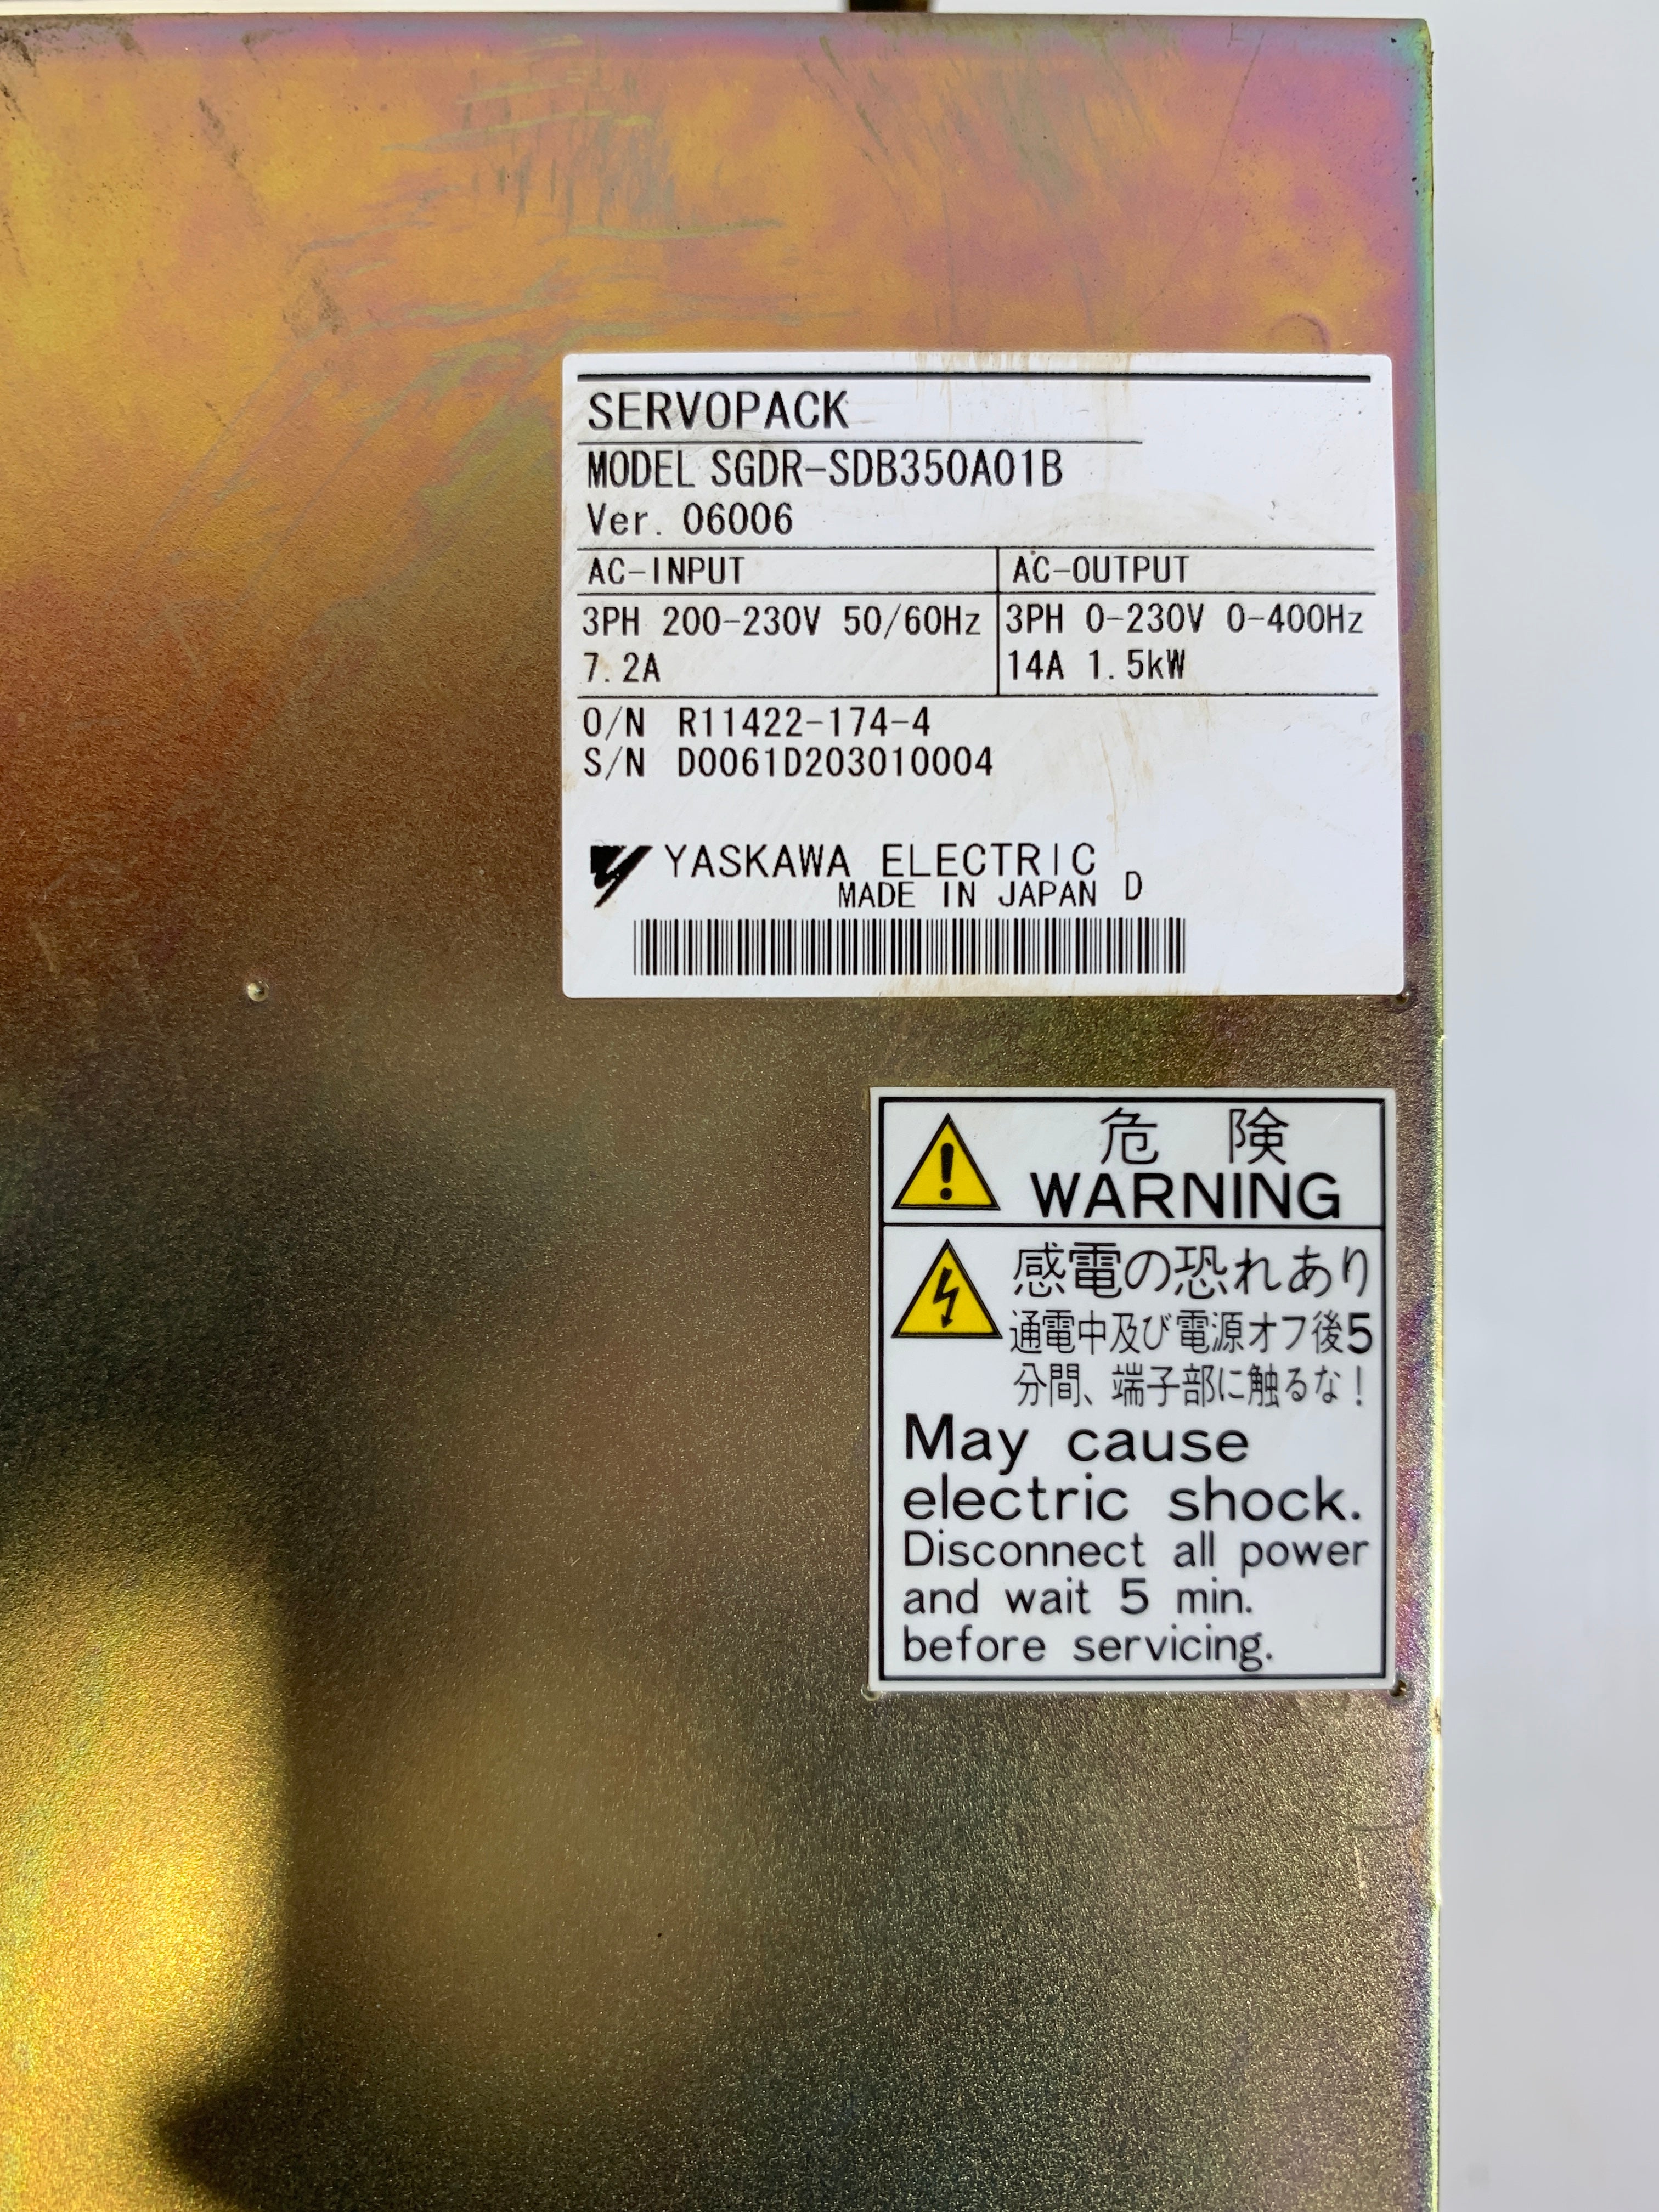 SERVOPACK
MODEL SGDR-SDB350A01B
Ver. 06006
AC-INPUT AC-OUTPUT
3PH 200-230V 50/60Hz 3PH 0-230V 0-400Hz
7.2A 14A 1.5kW
O/N R11422-174-4
S/N D0061D203010004
YASKAWA ELECTRIC
MADE IN JAPAN D
危険
WARNING
感電の恐れあり
通電中及び電源オフ後5
分間、端子部に触るな!
May cause
electric shock.
Disconnect all power
and wait 5 min.
before servicing.